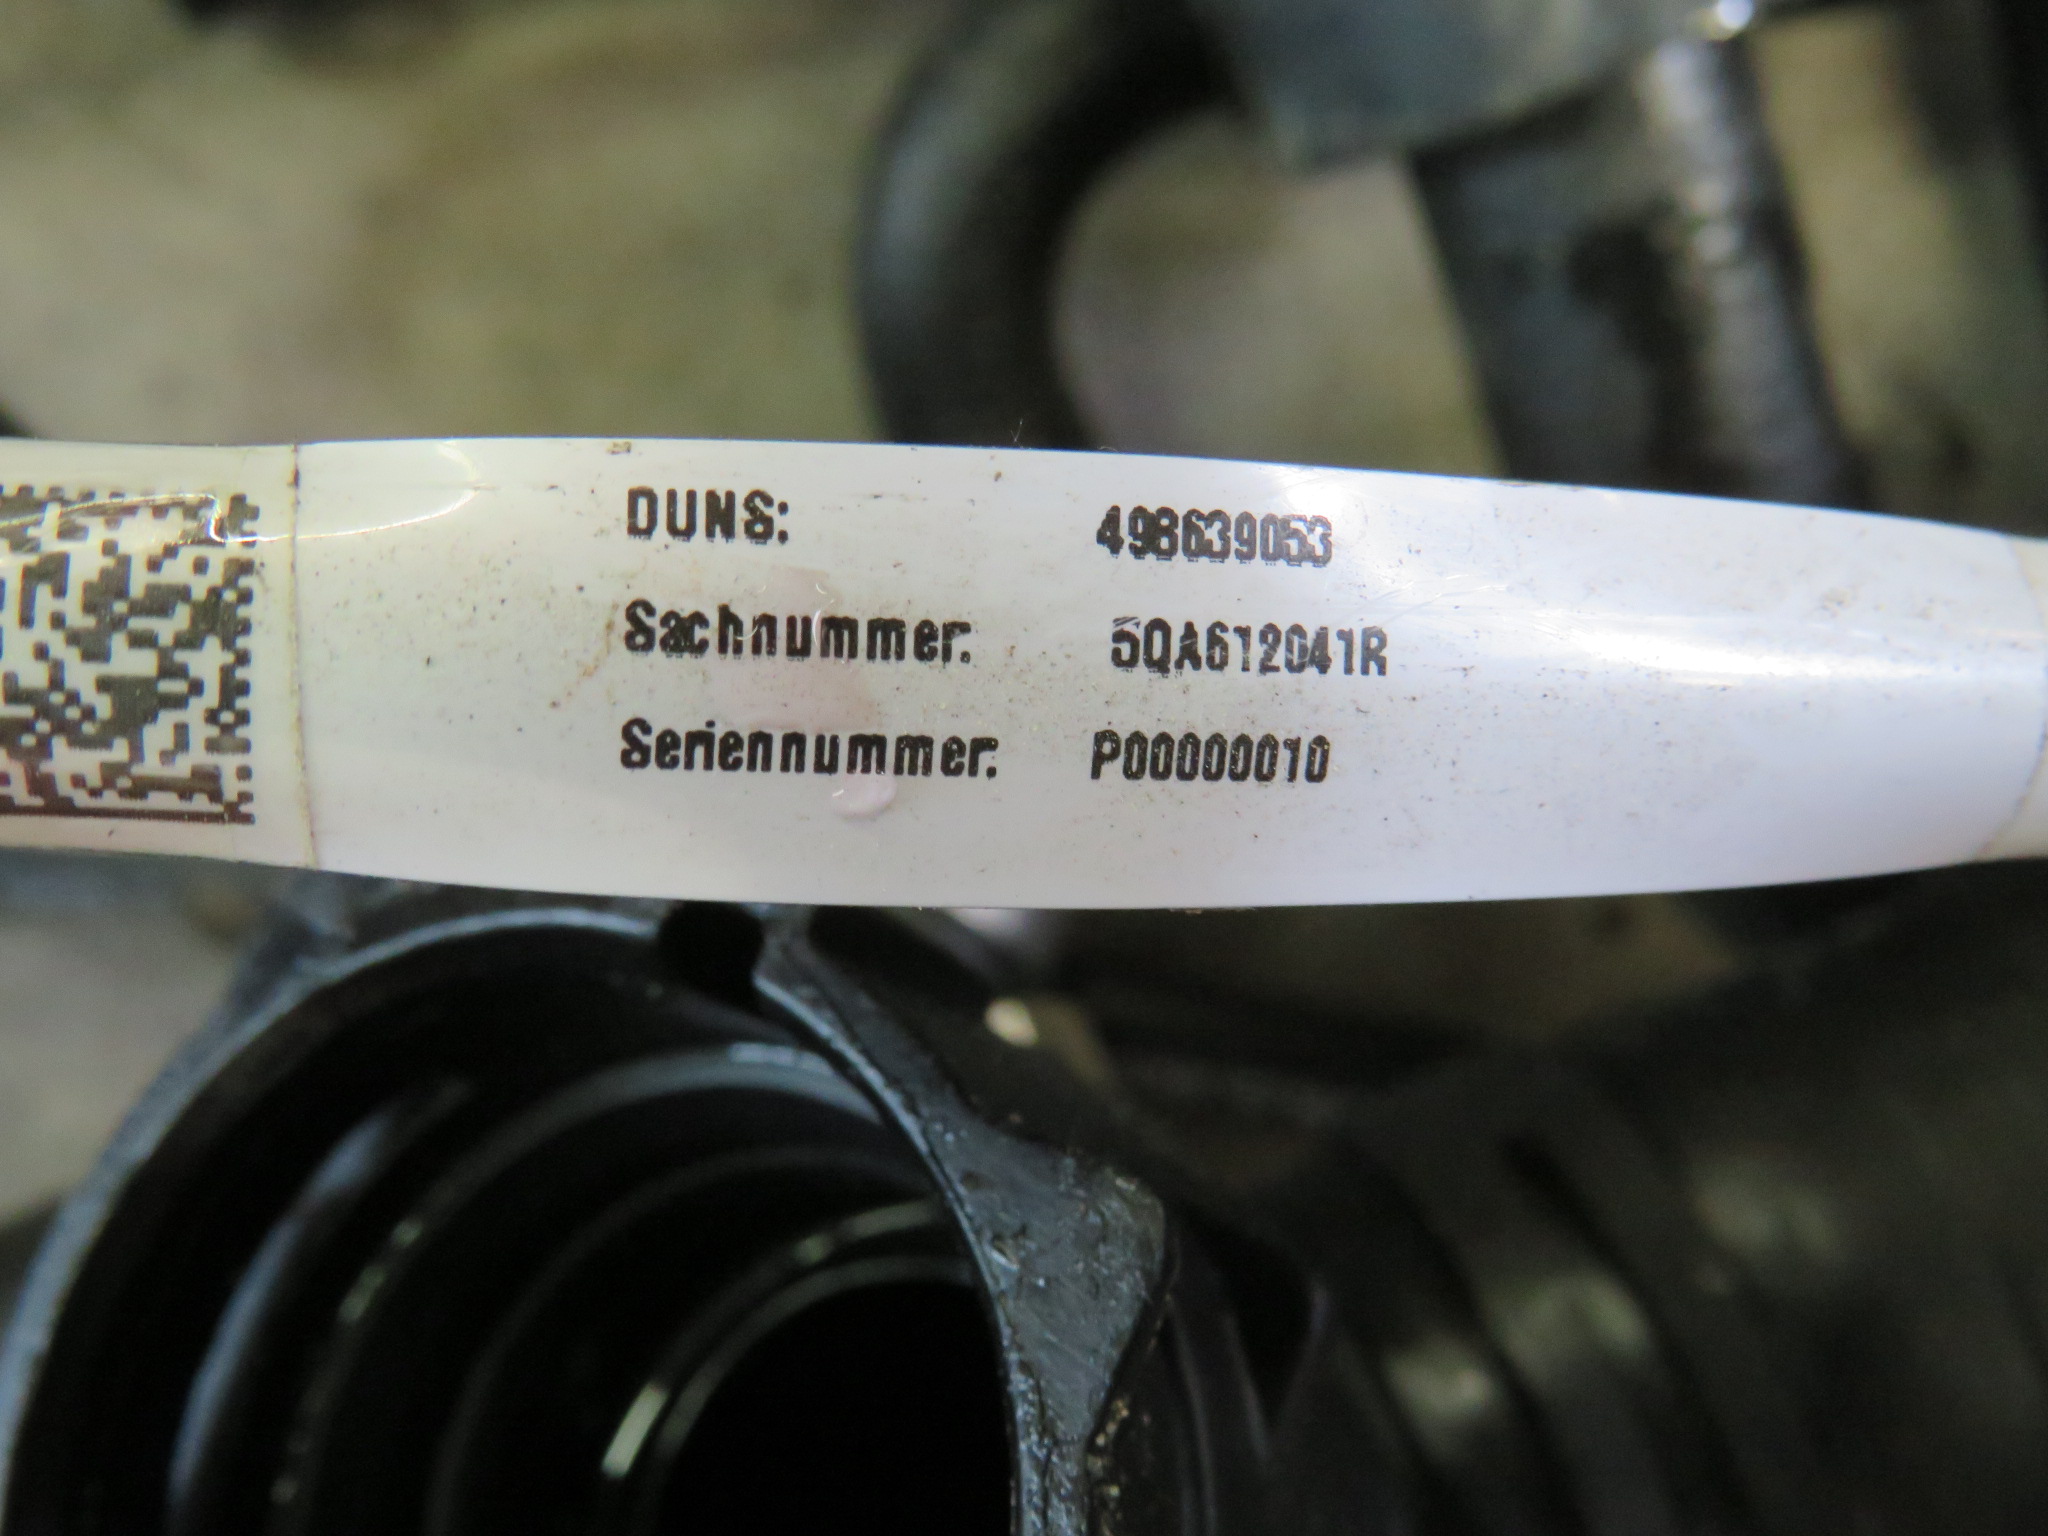 DUNS: 498639053
Sachnummer: 5QA612041R
Seriennummer: P00000010